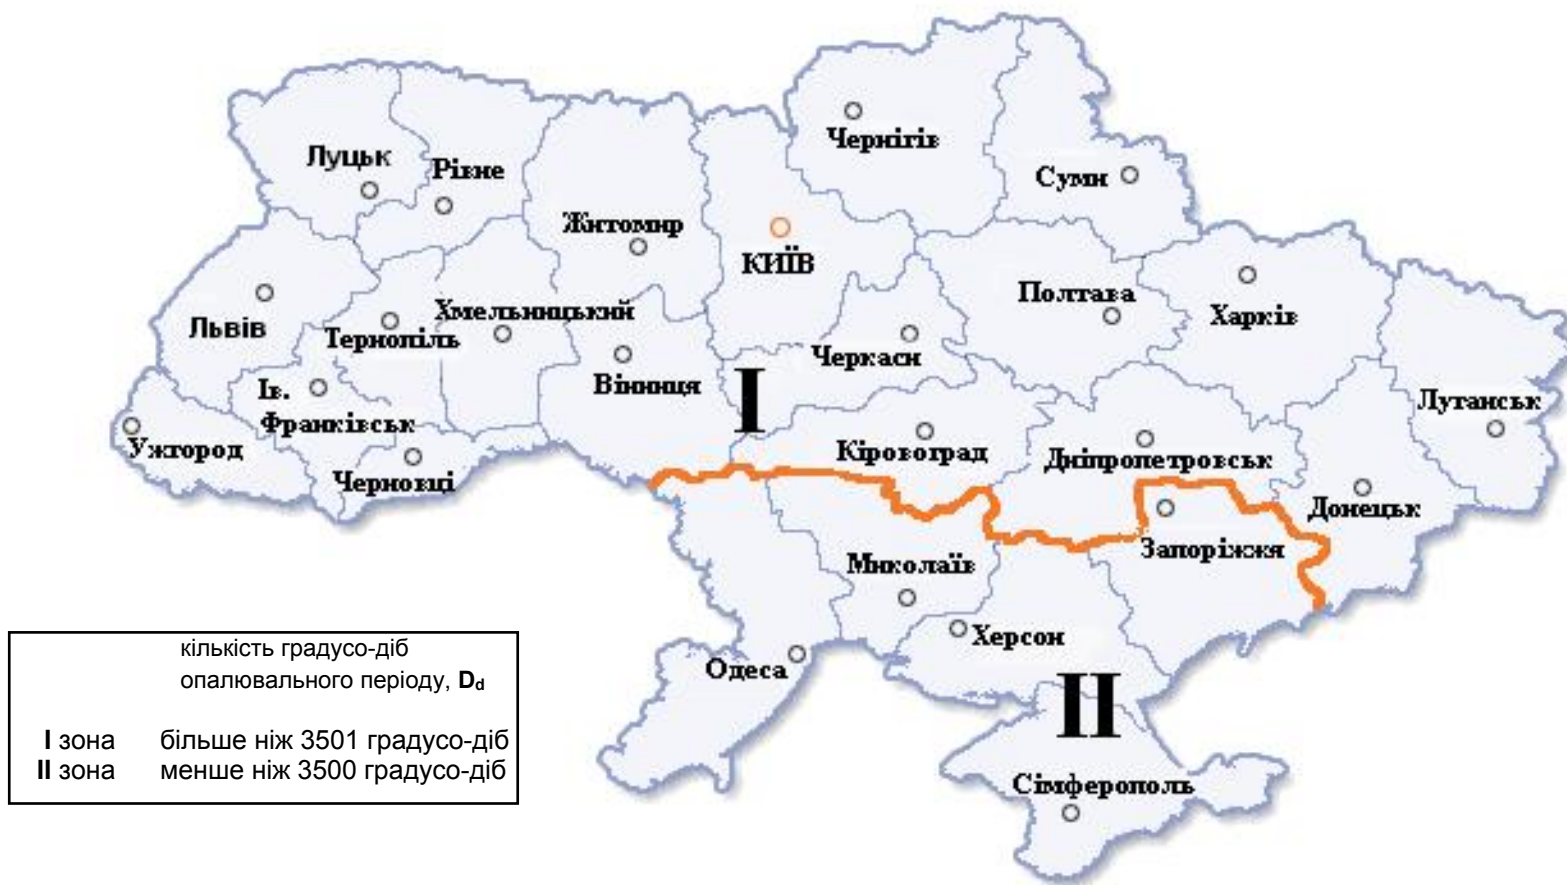 Чернігів
Луцьк
Рівне
Суми
Житомир
КИЇВ
Полтава
Хмельницький
Харків
Львів
Тернопіль
Черкаси
Вінниця
I
Ів.
Франківськ
Луганськ
Ужгород
Кіровоград
Дніпропетровськ
Черновці
Донецьк
Запоріжжя
Миколаїв
Херсон
Одеса
II
Сімферополь
кількість градусо-діб
опалювального періоду, Dd
I зона більше ніж 3501 градусо-діб
II зона менше ніж 3500 градусо-діб